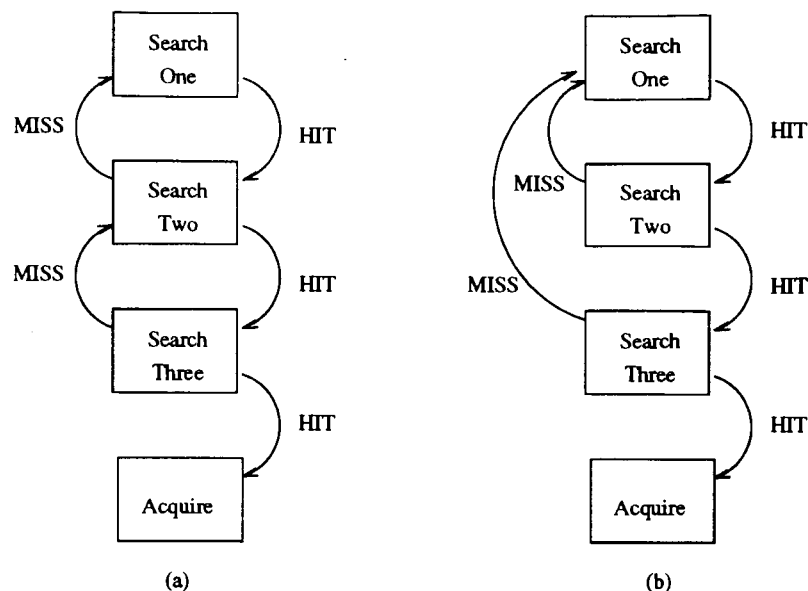 Search
One
MISS
HIT
Search
Two
MISS
HIT
Search
Three
HIT
Acquire
(a)
Search
One
HIT
MISS
Search
Two
HIT
MISS
Search
Three
HIT
Acquire
(b)